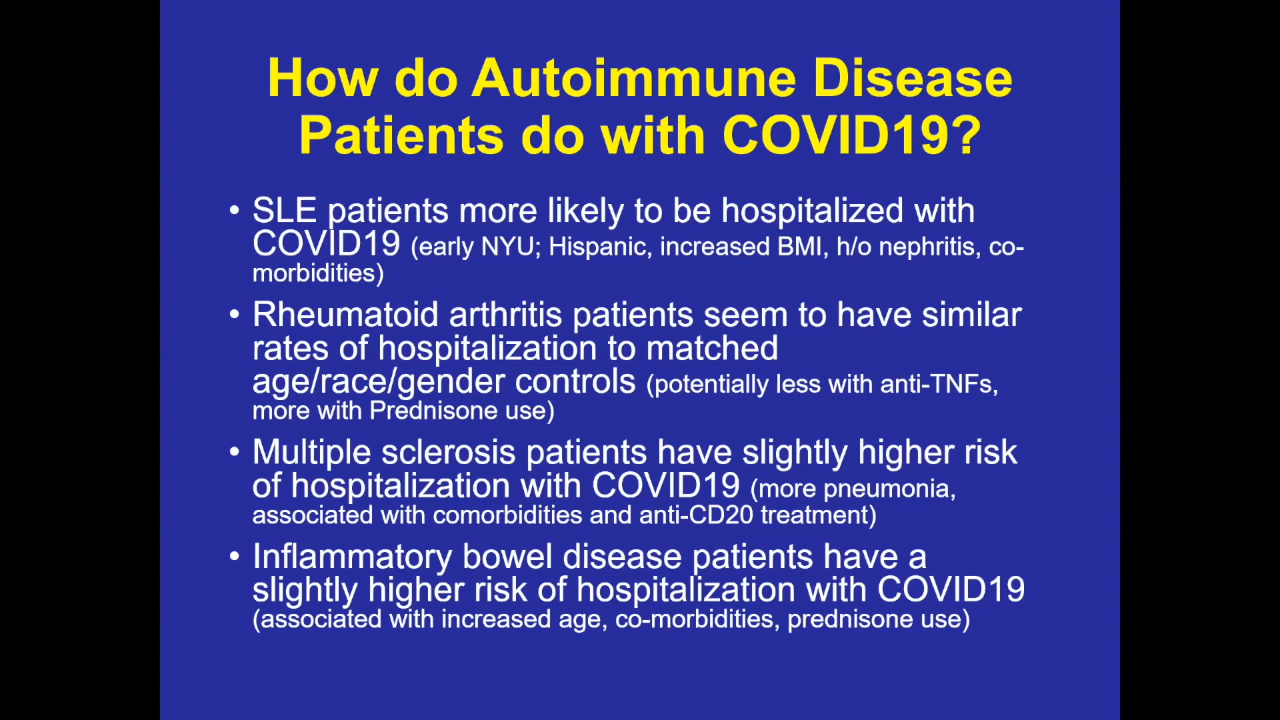 How do Autoimmune Disease
Patients do with COVID19?
• SLE patients more likely to be hospitalized with
COVID19 (early NYU; Hispanic, increased BMI, h/o nephritis, co-
morbidities)
• Rheumatoid arthritis patients seem to have similar
rates of hospitalization to matched
age/race/gender controls (potentially less with anti-TNFs,
more with Prednisone use)
• Multiple sclerosis patients have slightly higher risk
of hospitalization with COVID19 (more pneumonia,
associated with comorbidities and anti-CD20 treatment)
• Inflammatory bowel disease patients have a
slightly higher risk of hospitalization with COVID19
(associated with increased age, co-morbidities, prednisone use)